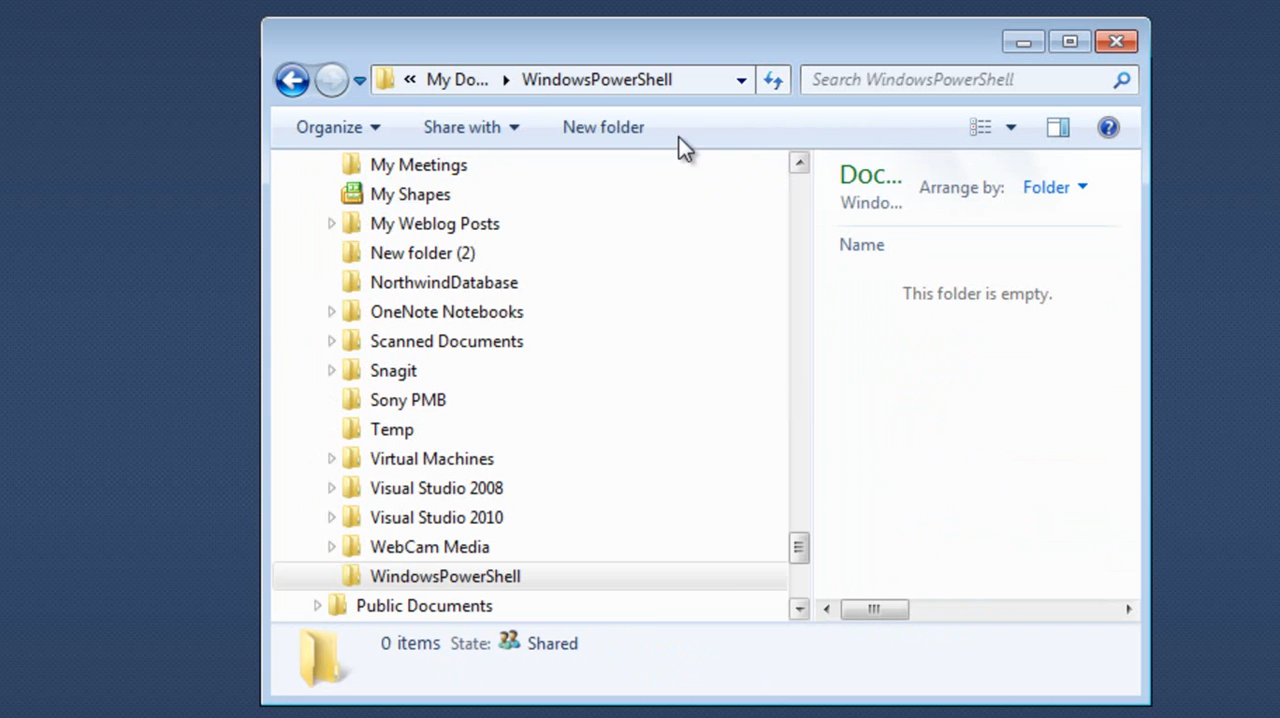 « My Do... WindowsPowerShell
Search WindowsPowerShell
Organize Share with New folder
My Meetings
My Shapes
My Weblog Posts
New folder (2)
NorthwindDatabase
OneNote Notebooks
Scanned Documents
Snagit
Sony PMB
Temp
Virtual Machines
Visual Studio 2008
Visual Studio 2010
WebCam Media
WindowsPowerShell
Public Documents
Doc...
Windo...
Arrange by: Folder
Name
This folder is empty.
0 items State: Shared